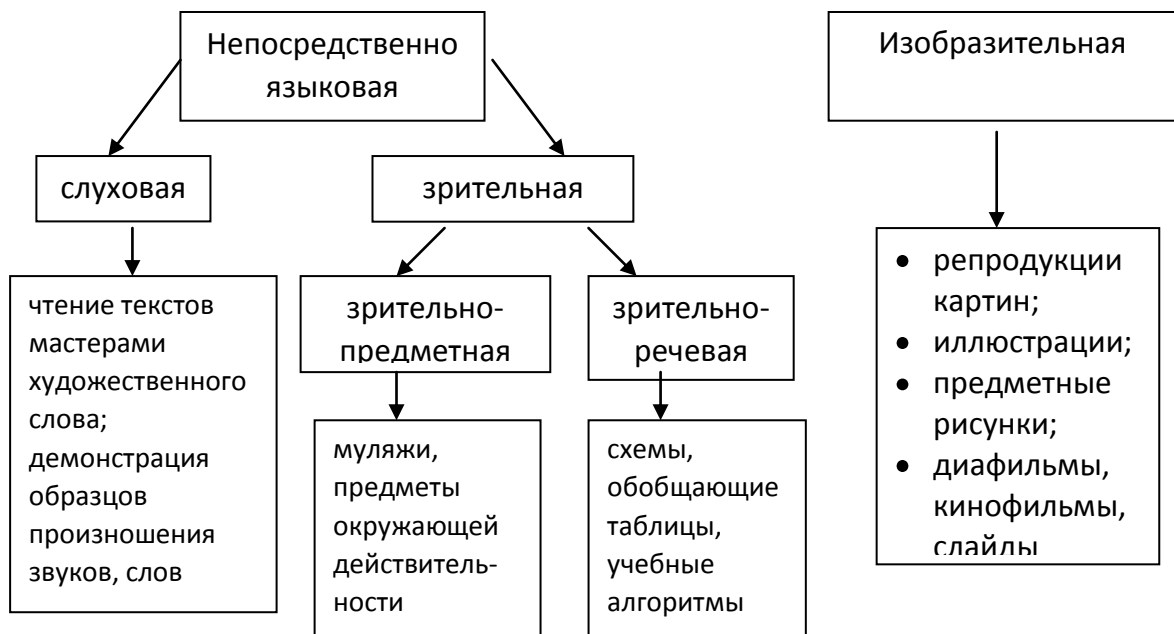 Непосредственно
языковая
Изобразительная
слуховая
зрительная
чтение текстов
мастерами
художественного
слова;
демонстрация
образцов
произношения
звуков, слов
зрительно-
предметная
зрительно-
речевая
муляжи,
предметы
окружающей
действитель-
ности
схемы,
обобщающие
таблицы,
учебные
алгоритмы
• репродукции
картин;
• иллюстрации;
• предметные
рисунки;
• диафильмы,
кинофильмы,
слайды